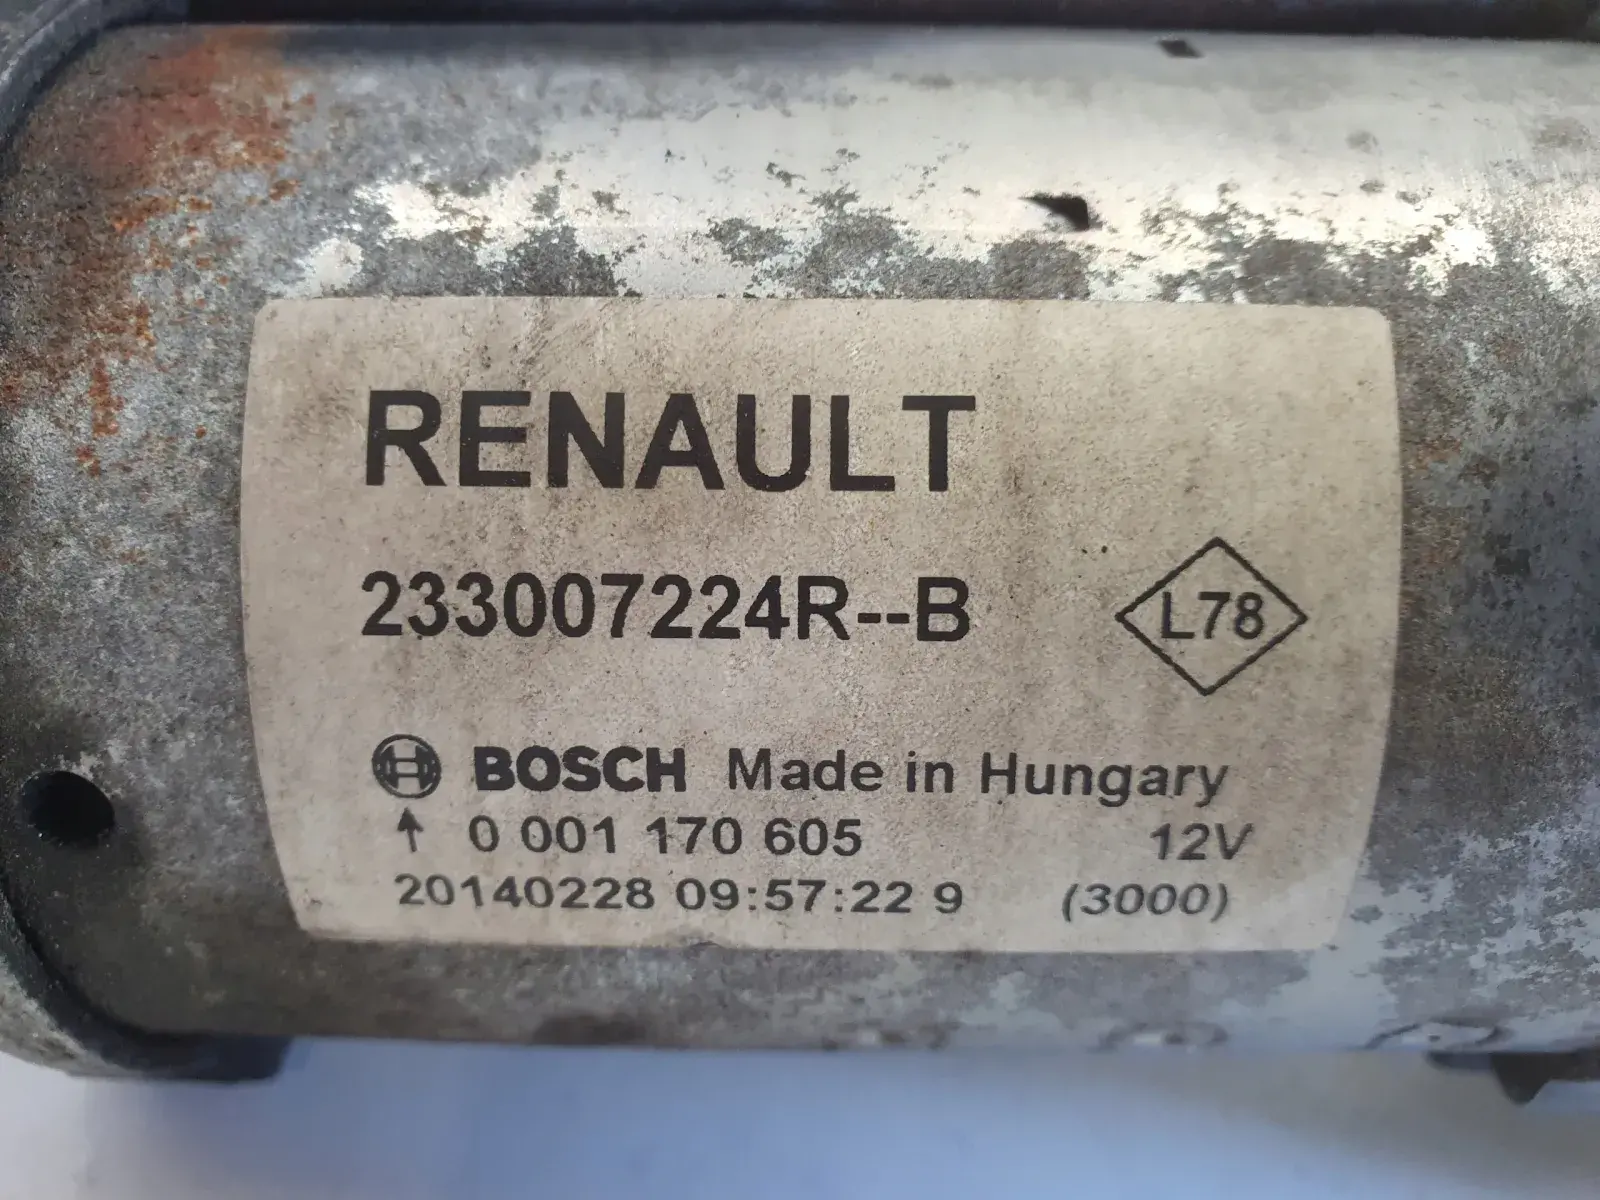 RENAULT
233007224R--B
L78
BOSCH Made in Hungary
↑ 0 001 170 605 12V
20140228 09:57:22 9 (3000)